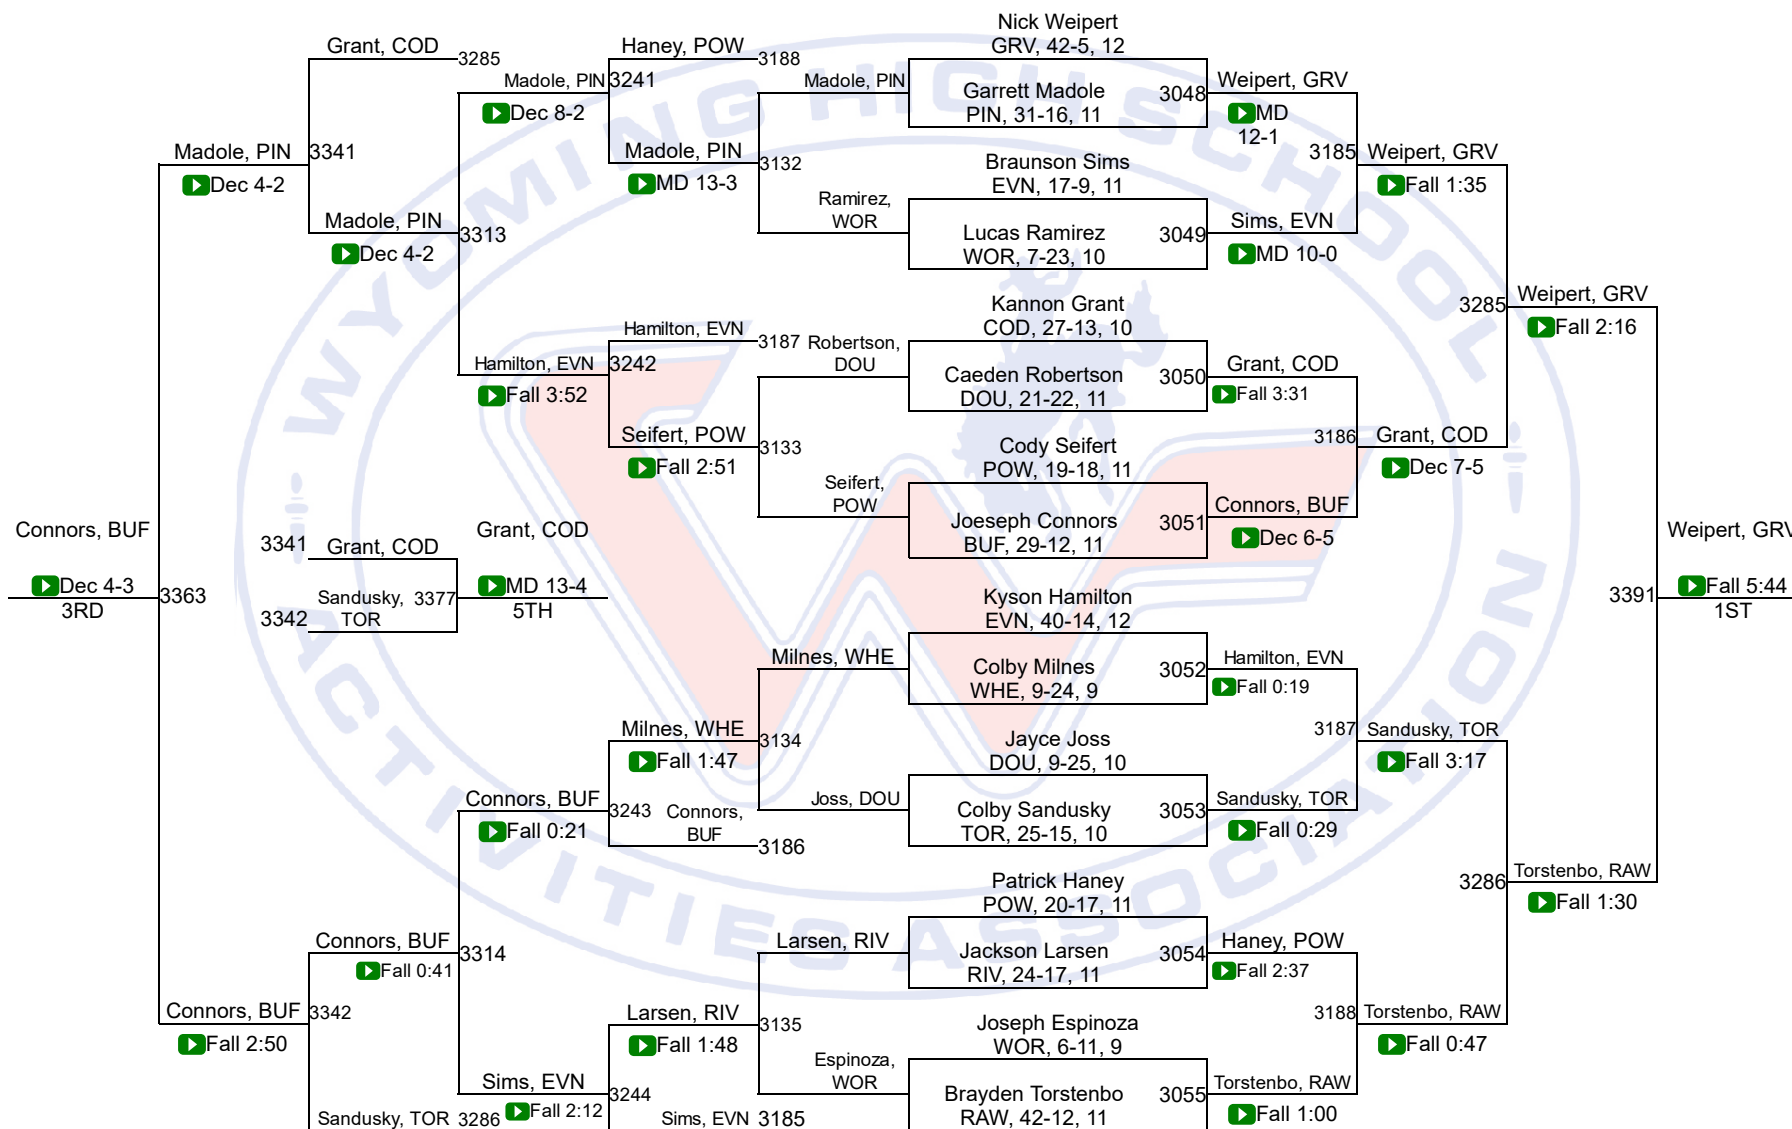 Nick Weipert
GRV, 42-5, 12
Grant, COD
3285
Haney, POW
3188
Madole, PIN
3241
Madole, PIN
Garrett Madole
PIN, 31-16, 11
3048
Weipert, GRV
Dec 8-2
MD
12-1
Madole, PIN
3341
Dec 4-2
Madole, PIN
3132
MD 13-3
Braunson Sims
EVN, 17-9, 11
3185
Weipert, GRV
Fall 1:35
Ramirez,
WOR
Madole, PIN
3313
Dec 4-2
Lucas Ramirez
WOR, 7-23, 10
3049
Sims, EVN
MD 10-0
Kannon Grant
COD, 27-13, 10
3285
Weipert, GRV
Fall 2:16
Hamilton, EVN
3187
Robertson,
DOU
Hamilton, EVN
3242
Fall 3:52
Caeden Robertson
DOU, 21-22, 11
3050
Grant, COD
Fall 3:31
Seifert, POW
3133
Fall 2:51
Cody Seifert
POW, 19-18, 11
3186
Grant, COD
Dec 7-5
Seifert,
POW
Connors, BUF
Joeseph Connors
BUF, 29-12, 11
3051
Connors, BUF
Dec 6-5
3341
Grant, COD
Grant, COD
Weipert, GRV
Dec 4-3
3RD
3363
Sandusky,
TOR
3377
3342
MD 13-4
5TH
Kyson Hamilton
EVN, 40-14, 12
3391
Fall 5:44
1ST
Milnes, WHE
Colby Milnes
WHE, 9-24, 9
3052
Hamilton, EVN
Fall 0:19
Milnes, WHE
3134
Fall 1:47
Jayce Joss
DOU, 9-25, 10
3187
Sandusky, TOR
Fall 3:17
Connors, BUF
3243
Fall 0:21
Connors,
BUF
3186
Joss, DOU
Colby Sandusky
TOR, 25-15, 10
3053
Sandusky, TOR
Fall 0:29
Patrick Haney
POW, 20-17, 11
3286
Torstenbo, RAW
Fall 1:30
Connors, BUF
3314
Fall 0:41
Larsen, RIV
Jackson Larsen
RIV, 24-17, 11
3054
Haney, POW
Fall 2:37
Connors, BUF
3342
Fall 2:50
Larsen, RIV
3135
Fall 1:48
Joseph Espinoza
WOR, 6-11, 9
3188
Torstenbo, RAW
Fall 0:47
Espinoza,
WOR
Sims, EVN
3244
Fall 2:12
Brayden Torstenbo
RAW, 42-12, 11
3055
Torstenbo, RAW
Fall 1:00
Sandusky, TOR
3286
Sims, EVN
3185
WYOMING HIGH SCHOOL
ACTIVITIES ASSOCIATION